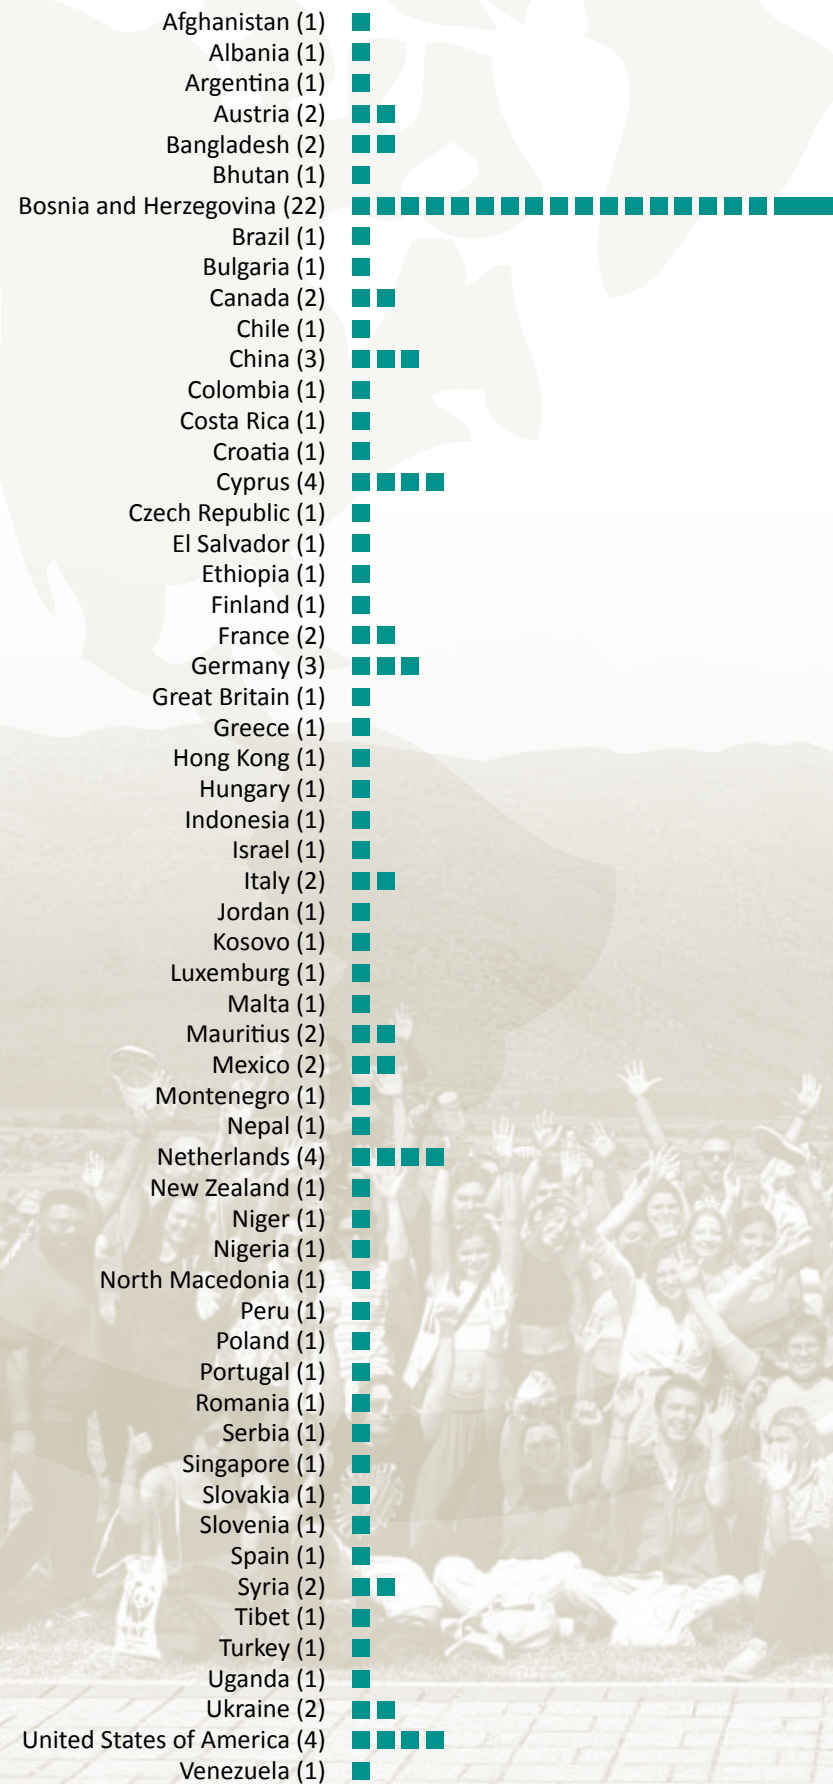 Afghanistan (1)
Albania (1)
Argentina (1)
Austria (2)
Bangladesh (2)
Bhutan (1)
Bosnia and Herzegovina (22)
Brazil (1)
Bulgaria (1)
Canada (2)
Chile (1)
China (3)
Colombia (1)
Costa Rica (1)
Croatia (1)
Cyprus (4)
Czech Republic (1)
El Salvador (1)
Ethiopia (1)
Finland (1)
France (2)
Germany (3)
Great Britain (1)
Greece (1)
Hong Kong (1)
Hungary (1)
Indonesia (1)
Israel (1)
Italy (2)
Jordan (1)
Kosovo (1)
Luxemburg (1)
Malta (1)
Mauritius (2)
Mexico (2)
Montenegro (1)
Nepal (1)
Netherlands (4)
New Zealand (1)
Niger (1)
Nigeria (1)
North Macedonia (1)
Peru (1)
Poland (1)
Portugal (1)
Romania (1)
Serbia (1)
Singapore (1)
Slovakia (1)
Slovenia (1)
Spain (1)
Syria (2)
Tibet (1)
Turkey (1)
Uganda (1)
Ukraine (2)
United States of America (4)
Venezuela (1)